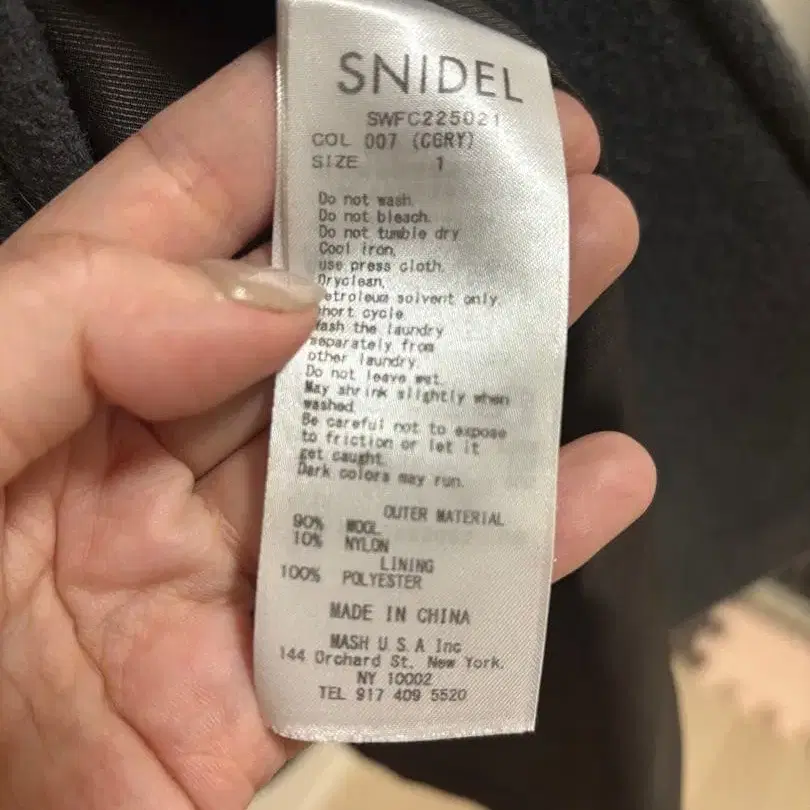 SNIDEL
SWFC225021
COL 007 (CGRY)
SIZE 1
Do not wash.
Do not bleach.
Do not tumble dry
Cool iron,
use press cloth.
Dryclean,
etroleum solvent only,
hort cycle
ash the laundry
separately from
other laundry.
Do not leave wet.
May shrink slightly when
washed.
Be careful not to expose
to friction or let it
get caught.
Dark colors may run.
OUTER MATERIAL
90% WOOL
10% NYLON
LINING
100% POLYESTER
MADE IN CHINA
MASH U.S.A Inc
144 Orchard St. New York.
NY 10002
TEL 917 409 5520